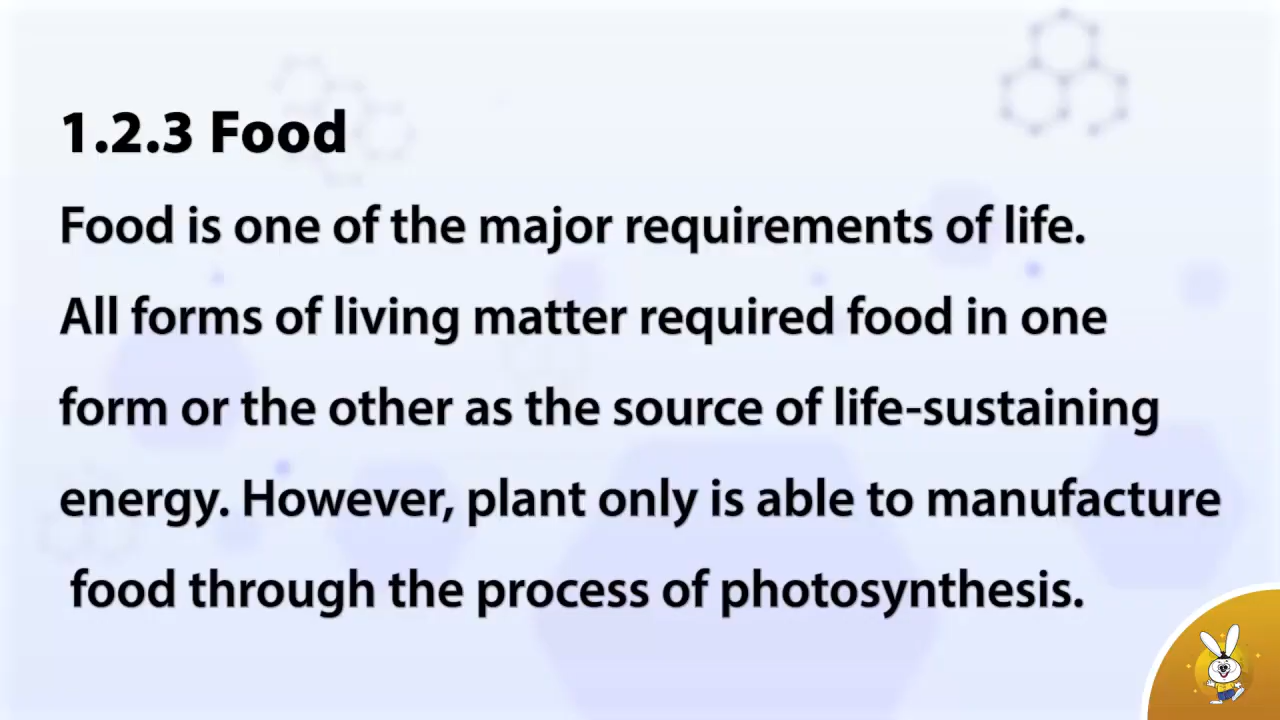 1.2.3 Food
Food is one of the major requirements of life.
All forms of living matter required food in one
form or the other as the source of life-sustaining
energy. However, plant only is able to manufacture
food through the process of photosynthesis.